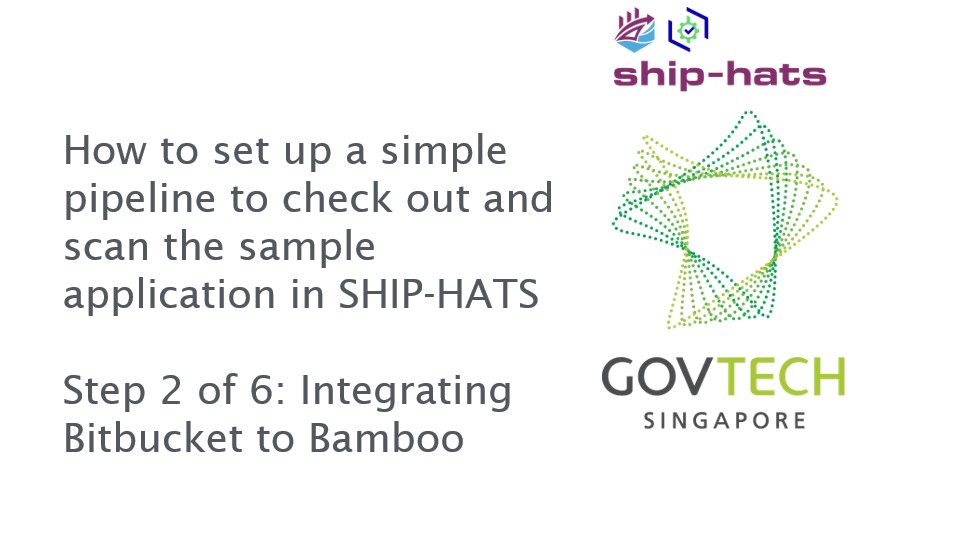 ship-hats
How to set up a simple
pipeline to check out and
scan the sample
application in SHIP-HATS
Step 2 of 6: Integrating
Bitbucket to Bamboo
GOVTECH
SINGAPORE